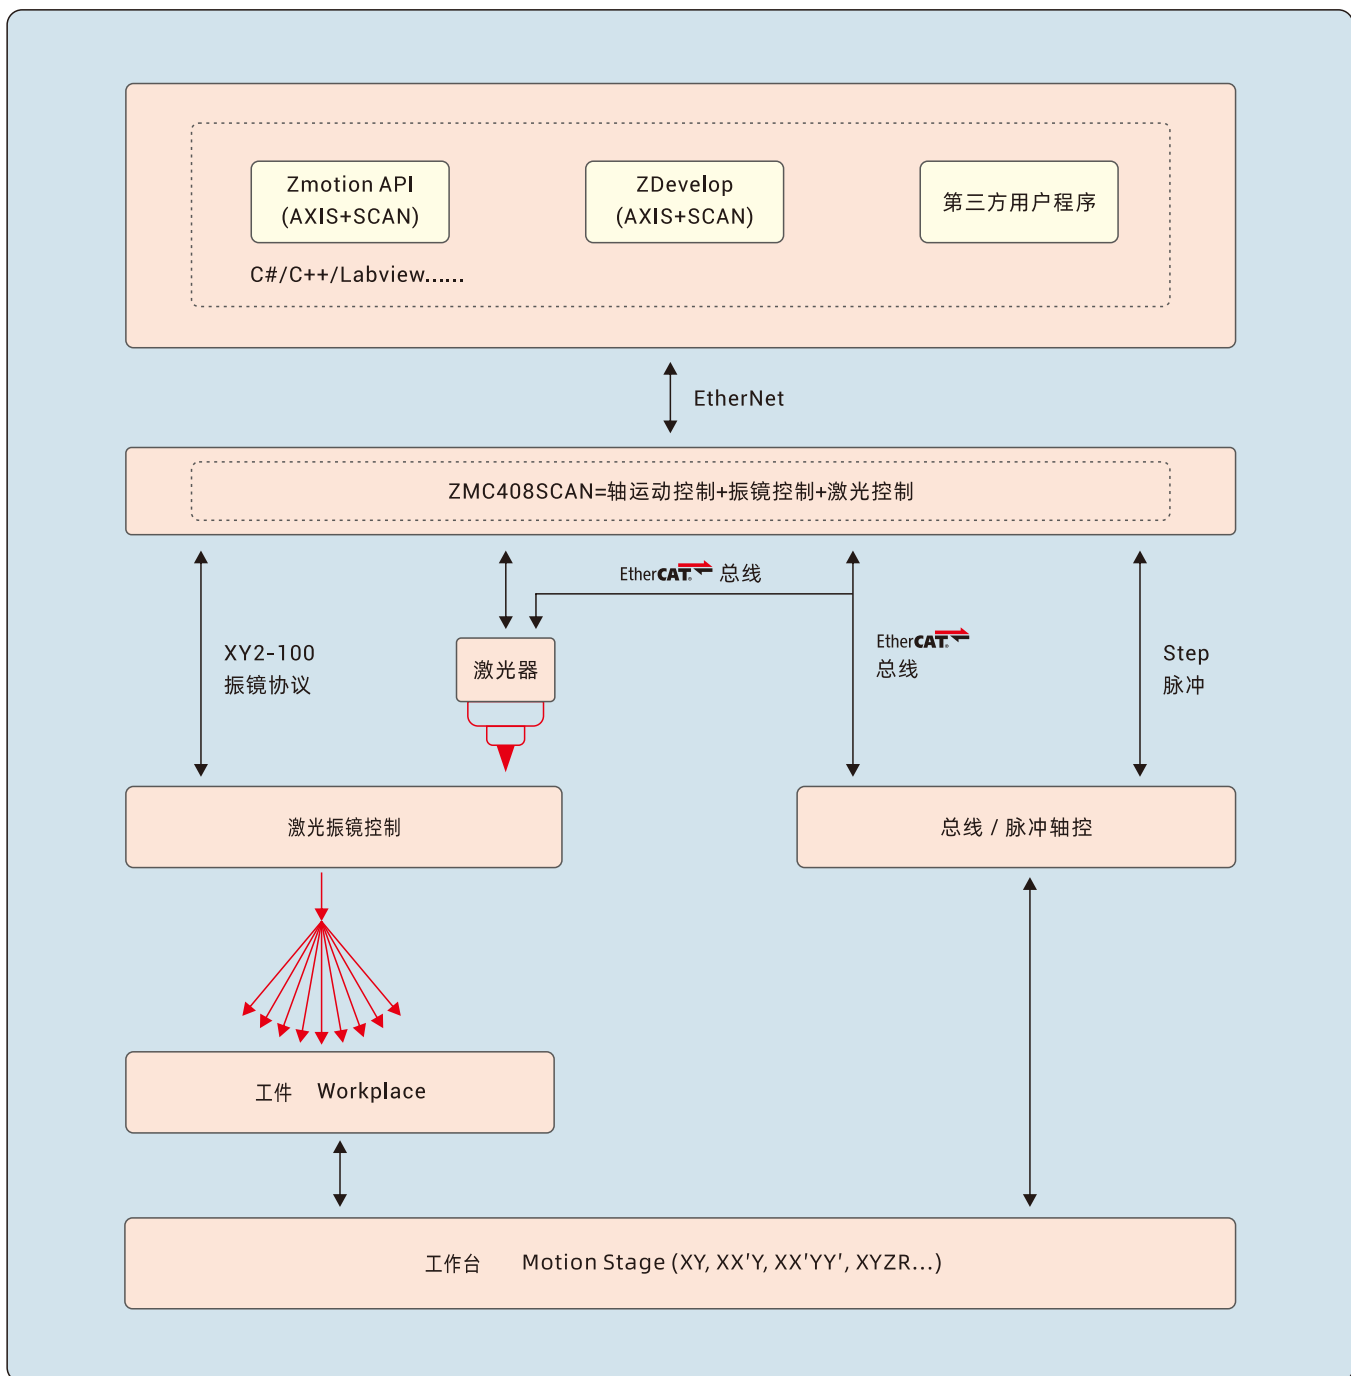 Zmotion API
(AXIS+SCAN)
ZDevelop
(AXIS+SCAN)
第三方用户程序
C#/C++/Labview......
EtherNet
ZMC408SCAN=轴运动控制+振镜控制+激光控制
EtherCAT® 总线
XY2-100
振镜协议
激光器
EtherCAT®
总线
Step
脉冲
激光振镜控制
总线 / 脉冲轴控
工件 Workplace
工作台 Motion Stage (XY, XX'Y, XX'YY', XYZR...)